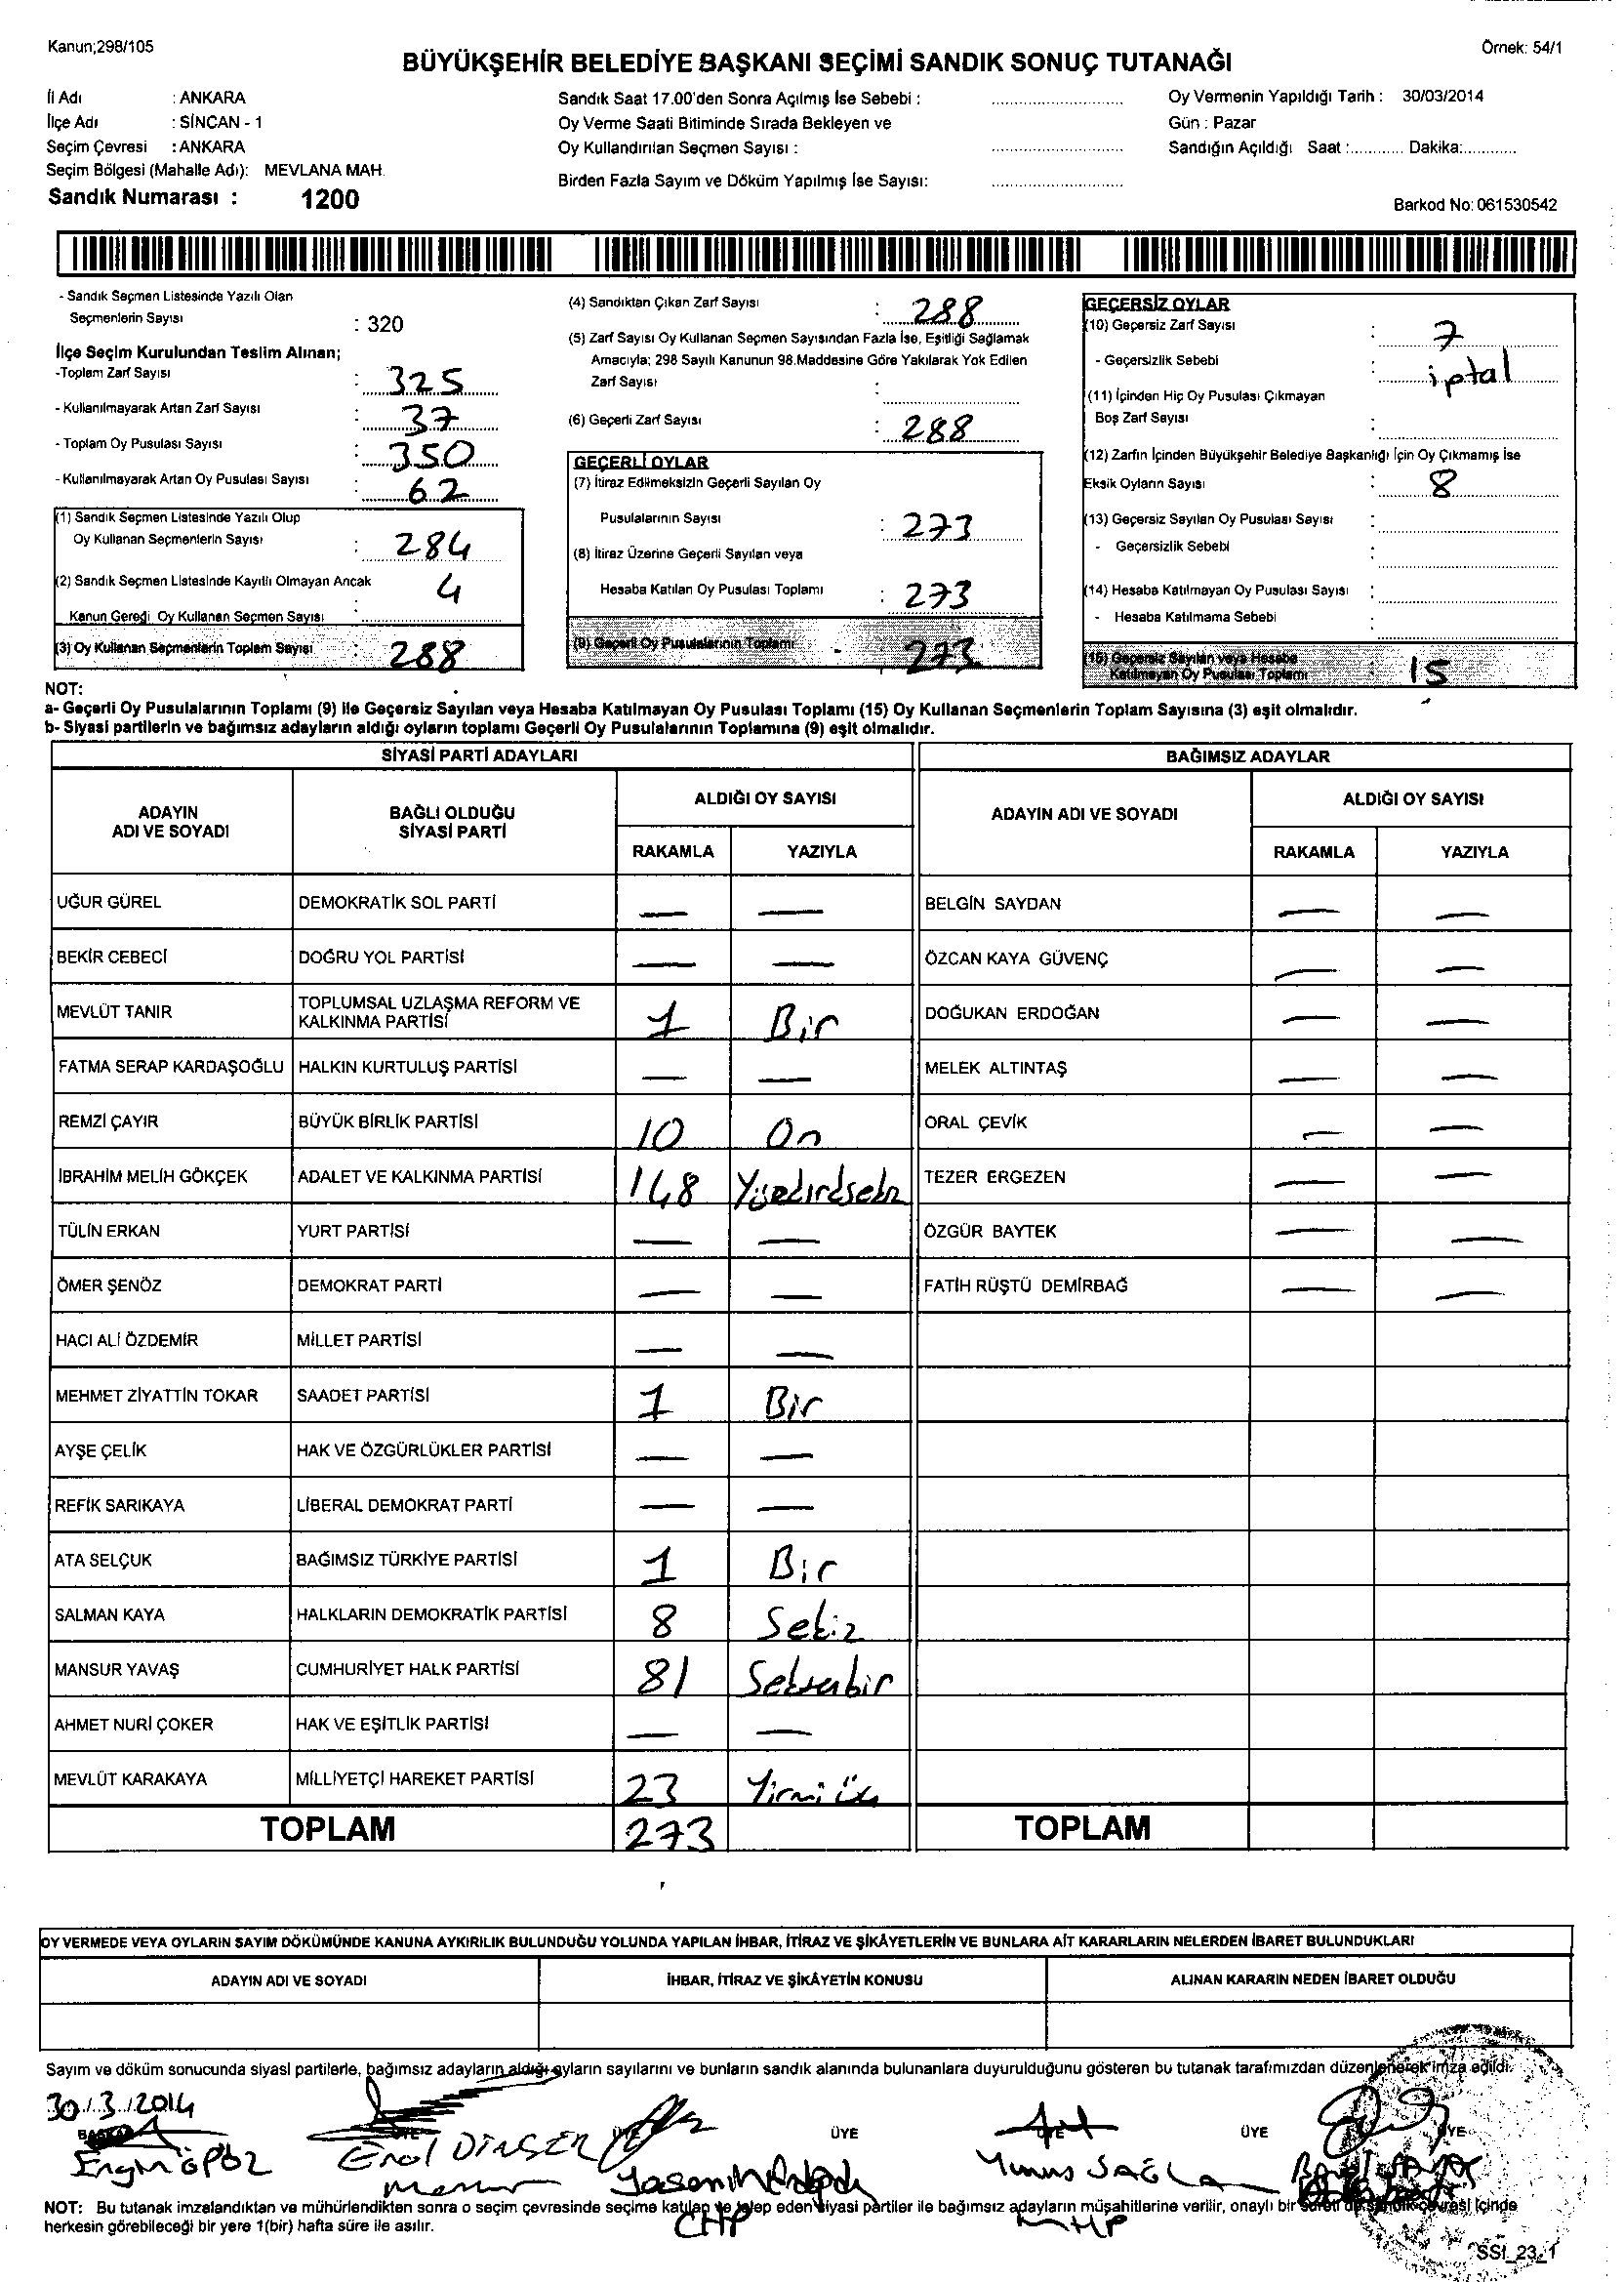 Kanun;298/105
Örnek: 54/1
BÜYÜKŞEHİR BELEDİYE BAŞKANI SEÇİMİ SANDIK SONUÇ TUTANAĞI
İl Adı : ANKARA
İlçe Adı : SİNCAN - 1
Seçim Çevresi : ANKARA
Seçim Bölgesi (Mahalle Adı): MEVLANA MAH.
Sandık Numarası : 1200
Sandık Saat 17.00'den Sonra Açılmış İse Sebebi :
Oy Verme Saati Bitiminde Sırada Bekleyen ve
Oy Kullandırılan Seçmen Sayısı :
Birden Fazla Sayım ve Döküm Yapılmış İse Sayısı:
Oy Vermenin Yapıldığı Tarih : 30/03/2014
Gün : Pazar
Sandığın Açıldığı Saat :............ Dakika:............
Barkod No: 061530542
- Sandık Seçmen Listesinde Yazılı Olan
Seçmenlerin Sayısı : 320
İlçe Seçim Kurulundan Teslim Alınan;
-Toplam Zarf Sayısı : 325
- Kullanılmayarak Artan Zarf Sayısı : 37
- Toplam Oy Pusulası Sayısı : 350
- Kullanılmayarak Artan Oy Pusulası Sayısı : 62
(1) Sandık Seçmen Listesinde Yazılı Olup
Oy Kullanan Seçmenlerin Sayısı : 284
(2) Sandık Seçmen Listesinde Kayıtlı Olmayan Ancak
Kanun Gereği Oy Kullanan Seçmen Sayısı : 4
(3) Oy Kullanan Seçmenlerin Toplam Sayısı : 288
(4) Sandıktan Çıkan Zarf Sayısı : 288
(5) Zarf Sayısı Oy Kullanan Seçmen Sayısından Fazla İse, Eşitliği Sağlamak
Amacıyla; 298 Sayılı Kanunun 98.Maddesine Göre Yakılarak Yok Edilen
Zarf Sayısı :
(6) Geçerli Zarf Sayısı : 288
GEÇERLİ OYLAR
(7) İtiraz Edilmeksizin Geçerli Sayılan Oy
Pusulalarının Sayısı : 273
(8) İtiraz Üzerine Geçerli Sayılan veya
Hesaba Katılan Oy Pusulası Toplamı : 273
(9) Geçerli Oy Pusulalarının Toplamı : 273
GEÇERSİZ OYLAR
(10) Geçersiz Zarf Sayısı : 7
- Geçersizlik Sebebi : iptal
(11) İçinden Hiç Oy Pusulası Çıkmayan
Boş Zarf Sayısı :
(12) Zarfın İçinden Büyükşehir Belediye Başkanlığı İçin Oy Çıkmamış İse
Eksik Oyların Sayısı : 8
(13) Geçersiz Sayılan Oy Pusulası Sayısı :
- Geçersizlik Sebebi :
(14) Hesaba Katılmayan Oy Pusulası Sayısı :
- Hesaba Katılmama Sebebi :
(15) Geçersiz Sayılan veya Hesaba
Katılmayan Oy Pusulası Toplamı : 15
NOT:
a- Geçerli Oy Pusulalarının Toplamı (9) ile Geçersiz Sayılan veya Hesaba Katılmayan Oy Pusulası Toplamı (15) Oy Kullanan Seçmenlerin Toplam Sayısına (3) eşit olmalıdır.
b- Siyasi partilerin ve bağımsız adayların aldığı oyların toplamı Geçerli Oy Pusulalarının Toplamına (9) eşit olmalıdır.
SİYASİ PARTİ ADAYLARI
BAĞIMSIZ ADAYLAR
ADAYIN ADI VE SOYADI
BAĞLI OLDUĞU SİYASİ PARTİ
ALDIĞI OY SAYISI
RAKAMLA YAZIYLA
ADAYIN ADI VE SOYADI
ALDIĞI OY SAYISI
RAKAMLA YAZIYLA
UĞUR GÜREL DEMOKRATİK SOL PARTİ — — BELGİN SAYDAN — —
BEKİR CEBECİ DOĞRU YOL PARTİSİ — — ÖZCAN KAYA GÜVENÇ — —
MEVLÜT TANIR TOPLUMSAL UZLAŞMA REFORM VE KALKINMA PARTİSİ 1 Bir DOĞUKAN ERDOĞAN — —
FATMA SERAP KARDAŞOĞLU HALKIN KURTULUŞ PARTİSİ — — MELEK ALTINTAŞ — —
REMZİ ÇAYIR BÜYÜK BİRLİK PARTİSİ 10 On ORAL ÇEVİK — —
İBRAHİM MELİH GÖKÇEK ADALET VE KALKINMA PARTİSİ 148 TEZER ERGEZEN — —
TÜLİN ERKAN YURT PARTİSİ — — ÖZGÜR BAYTEK — —
ÖMER ŞENÖZ DEMOKRAT PARTİ — — FATİH RÜŞTÜ DEMİRBAĞ — —
HACI ALİ ÖZDEMİR MİLLET PARTİSİ — —
MEHMET ZİYATTİN TOKAR SAADET PARTİSİ 1 Bir
AYŞE ÇELİK HAK VE ÖZGÜRLÜKLER PARTİSİ — —
REFİK SARIKAYA LİBERAL DEMOKRAT PARTİ — —
ATA SELÇUK BAĞIMSIZ TÜRKİYE PARTİSİ 1 Bir
SALMAN KAYA HALKLARIN DEMOKRATİK PARTİSİ 8 Sekiz
MANSUR YAVAŞ CUMHURİYET HALK PARTİSİ 81 Seksenbir
AHMET NURİ ÇOKER HAK VE EŞİTLİK PARTİSİ — —
MEVLÜT KARAKAYA MİLLİYETÇİ HAREKET PARTİSİ 23 Yirmi üç
TOPLAM 273 TOPLAM
OY VERMEDE VEYA OYLARIN SAYIM DÖKÜMÜNDE KANUNA AYKIRILIK BULUNDUĞU YOLUNDA YAPILAN İHBAR, İTİRAZ VE ŞİKÂYETLERİN VE BUNLARA AİT KARARLARIN NELERDEN İBARET BULUNDUKLARI
ADAYIN ADI VE SOYADI İHBAR, İTİRAZ VE ŞİKÂYETİN KONUSU ALINAN KARARIN NEDEN İBARET OLDUĞU
Sayım ve döküm sonucunda siyasi partilerle, bağımsız adayların aldığı oyların sayılarını ve bunların sandık alanında bulunanlara duyurulduğunu gösteren bu tutanak tarafımızdan düzenlenerek imza edildi.
30.3.2014
ÜYE ÜYE
Engin Erol
Yunus
NOT: Bu tutanak imzalandıktan ve mühürlendikten sonra o seçim çevresinde seçime katılan ve talep eden siyasi partiler ile bağımsız adayların müşahitlerine verilir, onaylı bir sureti de sandık çevresi içinde
herkesin görebileceği bir yere 1(bir) hafta süre ile asılır.
CHP MHP
SSI_23_1